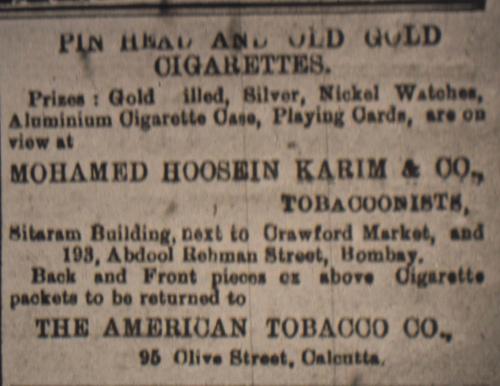 PIN HEAD AND OLD GOLD
CIGARETTES.
Prizes : Gold illed, Silver, Nickel Watches,
Aluminium Cigarette Case, Playing Cards, are on
view at
MOHAMED HOOSEIN KARIM & CO.,
TOBACCONISTS,
Sitaram Building, next to Crawford Market, and
193, Abdool Rehman Street, Bombay.
Back and Front pieces of above Cigarette
packets to be returned to
THE AMERICAN TOBACCO CO.,
95 Clive Street, Calcutta.